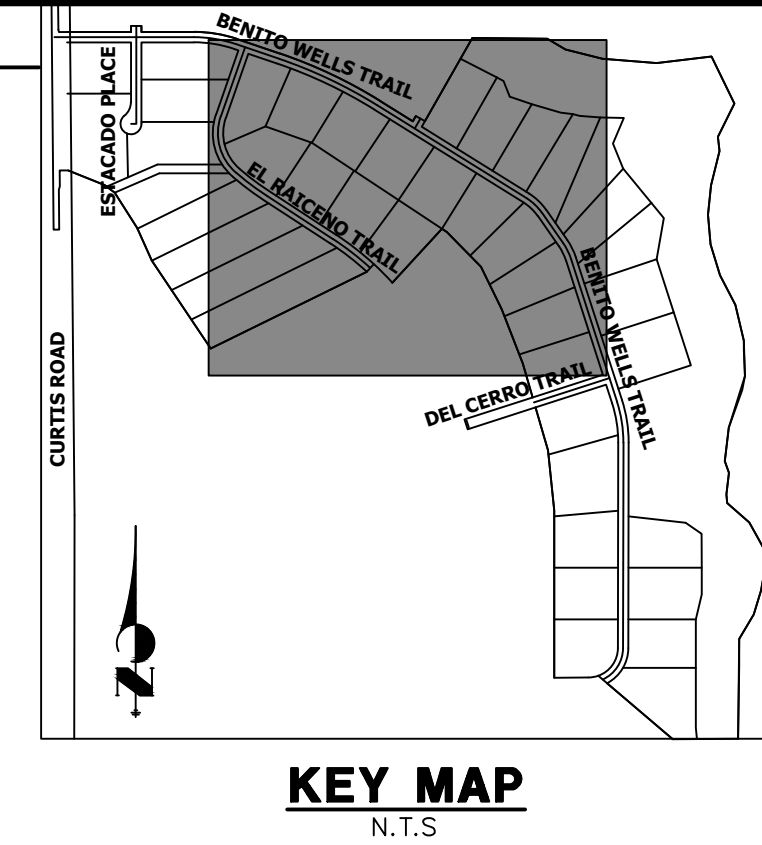 BENITO WELLS TRAIL
ESTACADO PLACE
EL RAICENO TRAIL
BENITO WELLS TRAIL
DEL CERRO TRAIL
CURTIS ROAD
N
KEY MAP
N.T.S